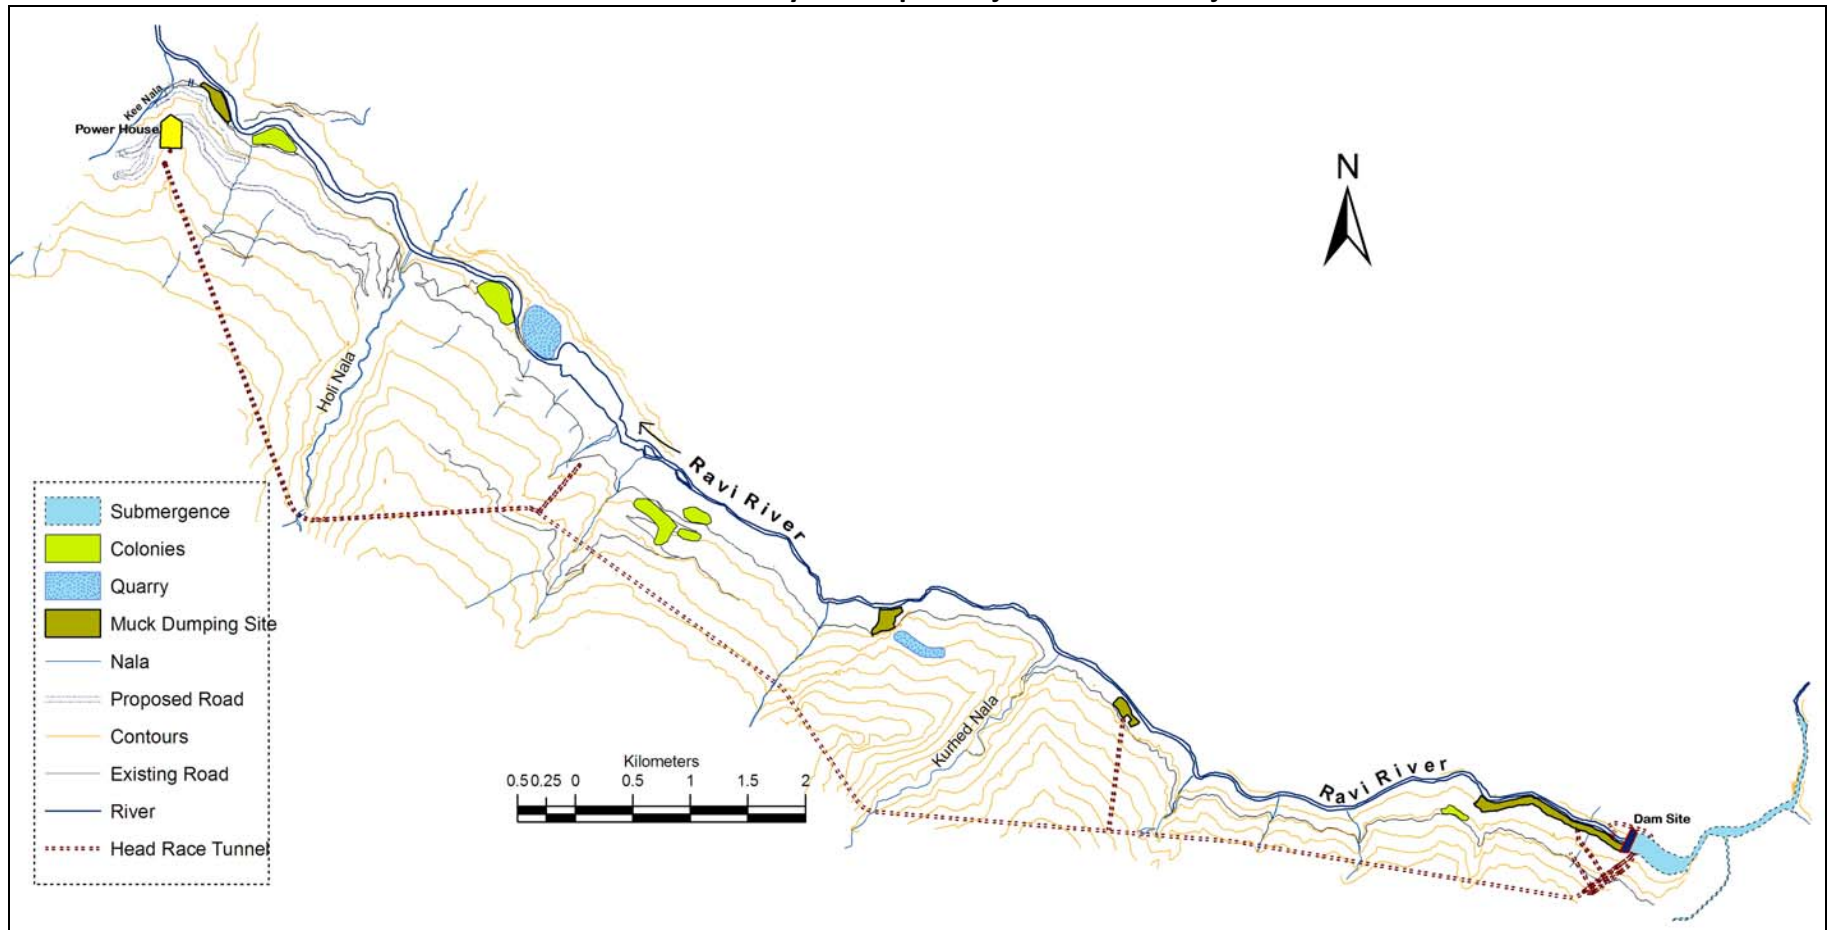 N
Kee Nala
Power House
Holi Nala
Ravi River
Kurhed Nala
Ravi River
Dam Site
Submergence
Colonies
Quarry
Muck Dumping Site
Nala
Proposed Road
Contours
Existing Road
River
Head Race Tunnel
Kilometers
0.5 0.25 0 0.5 1 1.5 2